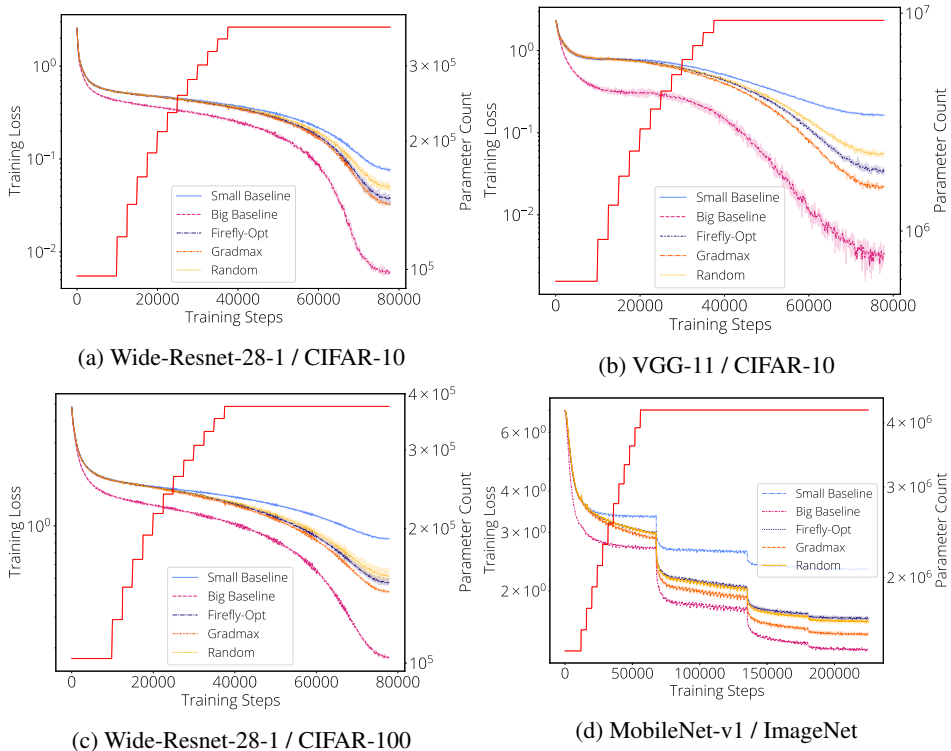 Training Loss
10⁰
10⁻¹
10⁻²
0
20000
40000
60000
80000
Training Steps
Parameter Count
3 × 10⁵
2 × 10⁵
10⁵
Small Baseline
Big Baseline
Firefly-Opt
Gradmax
Random
(a) Wide-Resnet-28-1 / CIFAR-10
Training Loss
10⁰
10⁻¹
10⁻²
0
20000
40000
60000
80000
Training Steps
Parameter Count
10⁷
10⁶
Small Baseline
Big Baseline
Firefly-Opt
Gradmax
Random
(b) VGG-11 / CIFAR-10
Training Loss
10⁰
0
20000
40000
60000
80000
Training Steps
Parameter Count
4 × 10⁵
3 × 10⁵
2 × 10⁵
10⁵
Small Baseline
Big Baseline
Firefly-Opt
Gradmax
Random
(c) Wide-Resnet-28-1 / CIFAR-100
Training Loss
6 × 10⁰
4 × 10⁰
3 × 10⁰
2 × 10⁰
0
50000
100000
150000
200000
Training Steps
Parameter Count
4 × 10⁶
3 × 10⁶
2 × 10⁶
Small Baseline
Big Baseline
Firefly-Opt
Gradmax
Random
(d) MobileNet-v1 / ImageNet